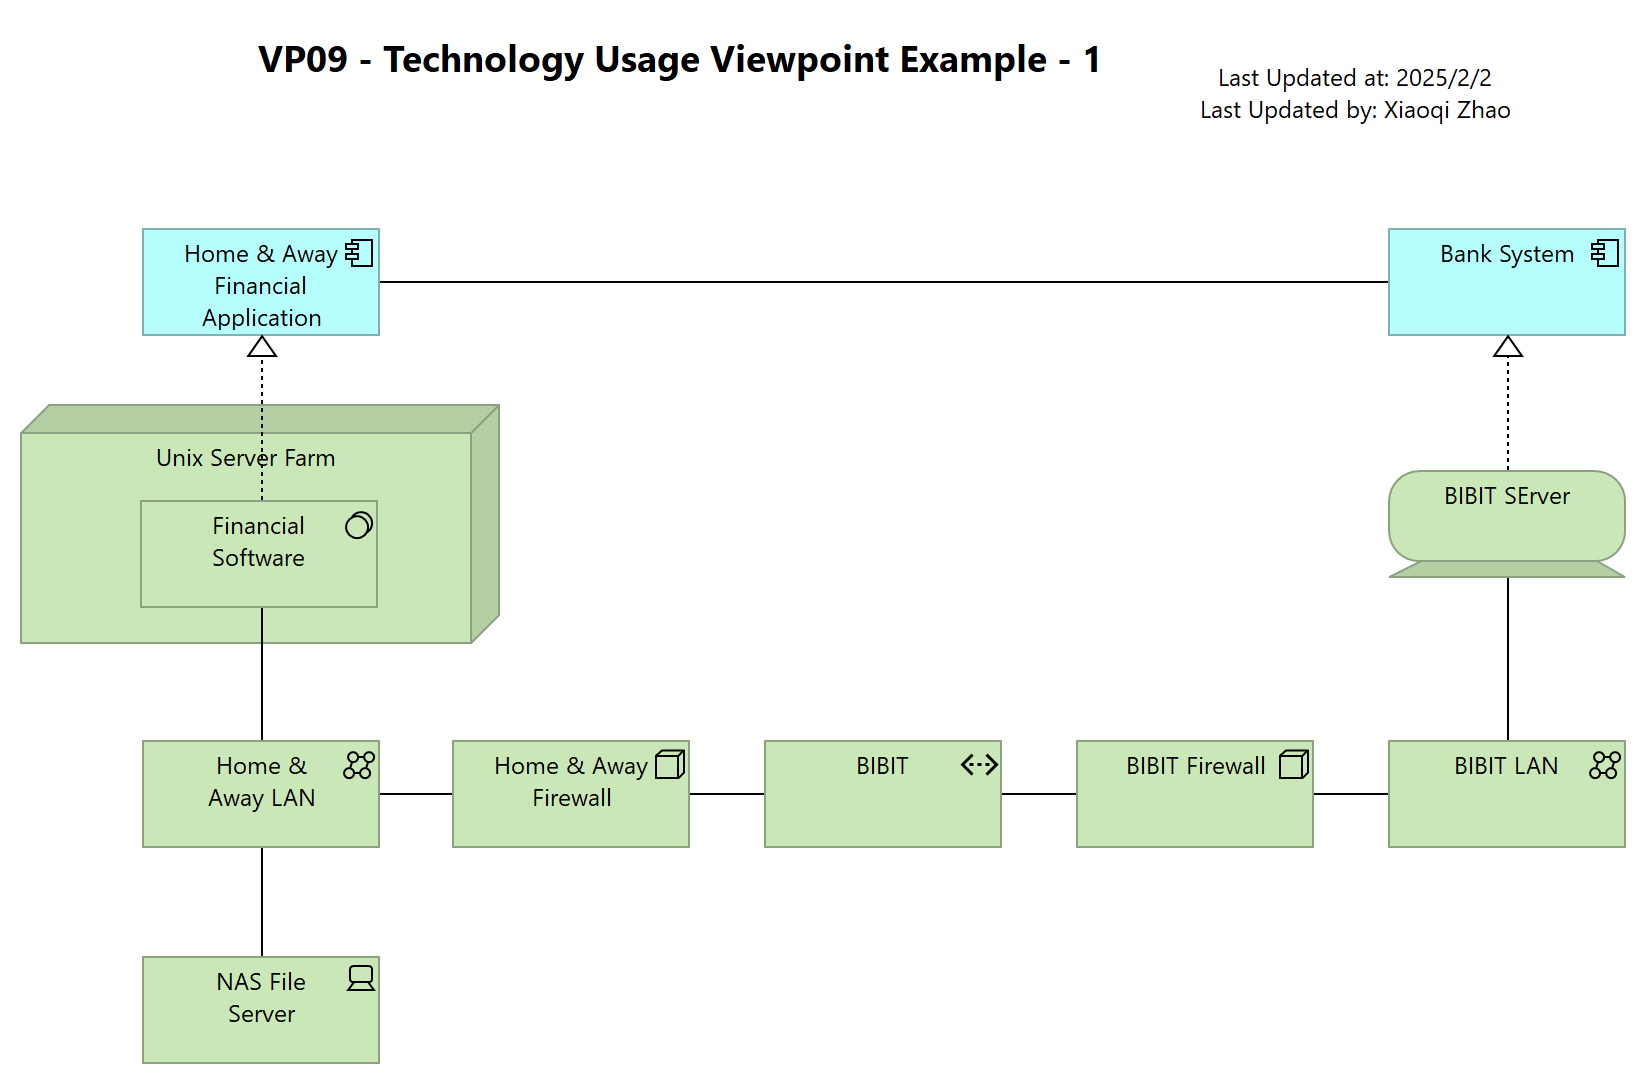 VP09 - Technology Usage Viewpoint Example - 1
Last Updated at: 2025/2/2
Last Updated by: Xiaoqi Zhao
Home & Away
Financial
Application
Bank System
Unix Server Farm
Financial
Software
BIBIT SErver
Home &
Away LAN
Home & Away
Firewall
BIBIT
BIBIT Firewall
BIBIT LAN
NAS File
Server